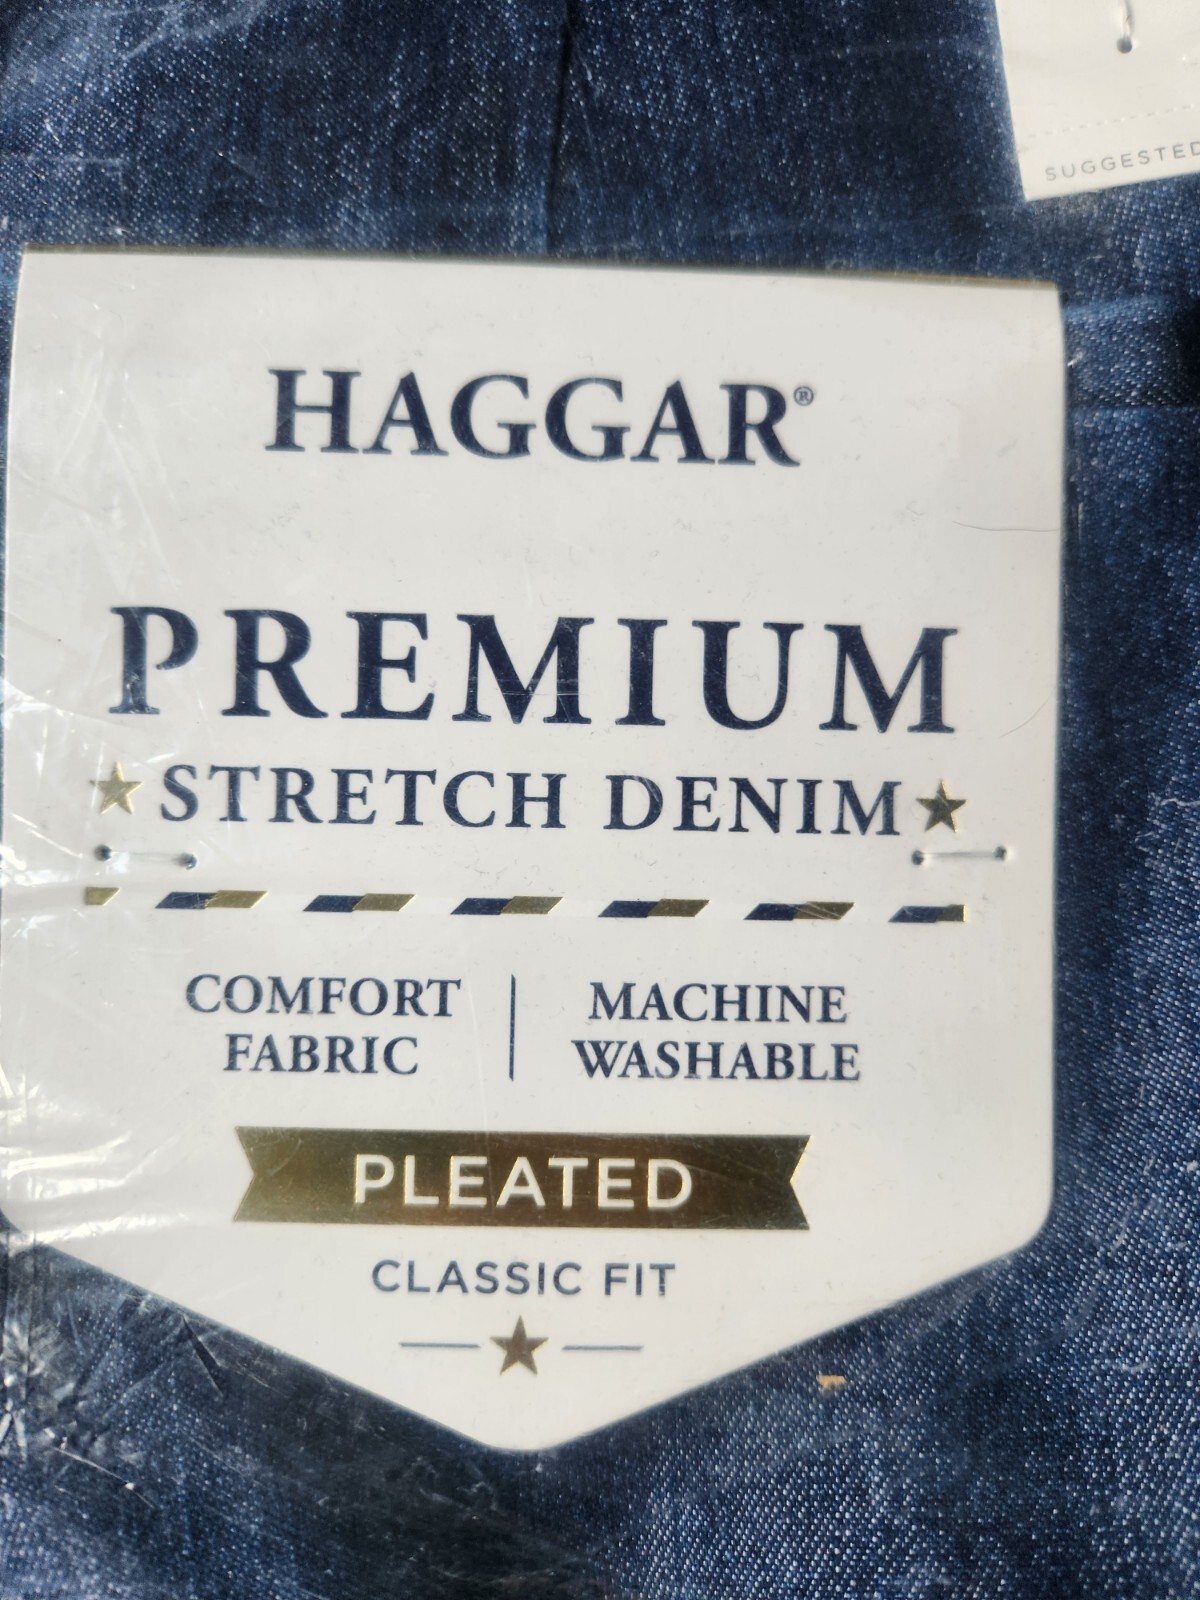 SUGGESTED
HAGGAR®
PREMIUM
STRETCH DENIM
COMFORT
FABRIC
MACHINE
WASHABLE
PLEATED
CLASSIC FIT